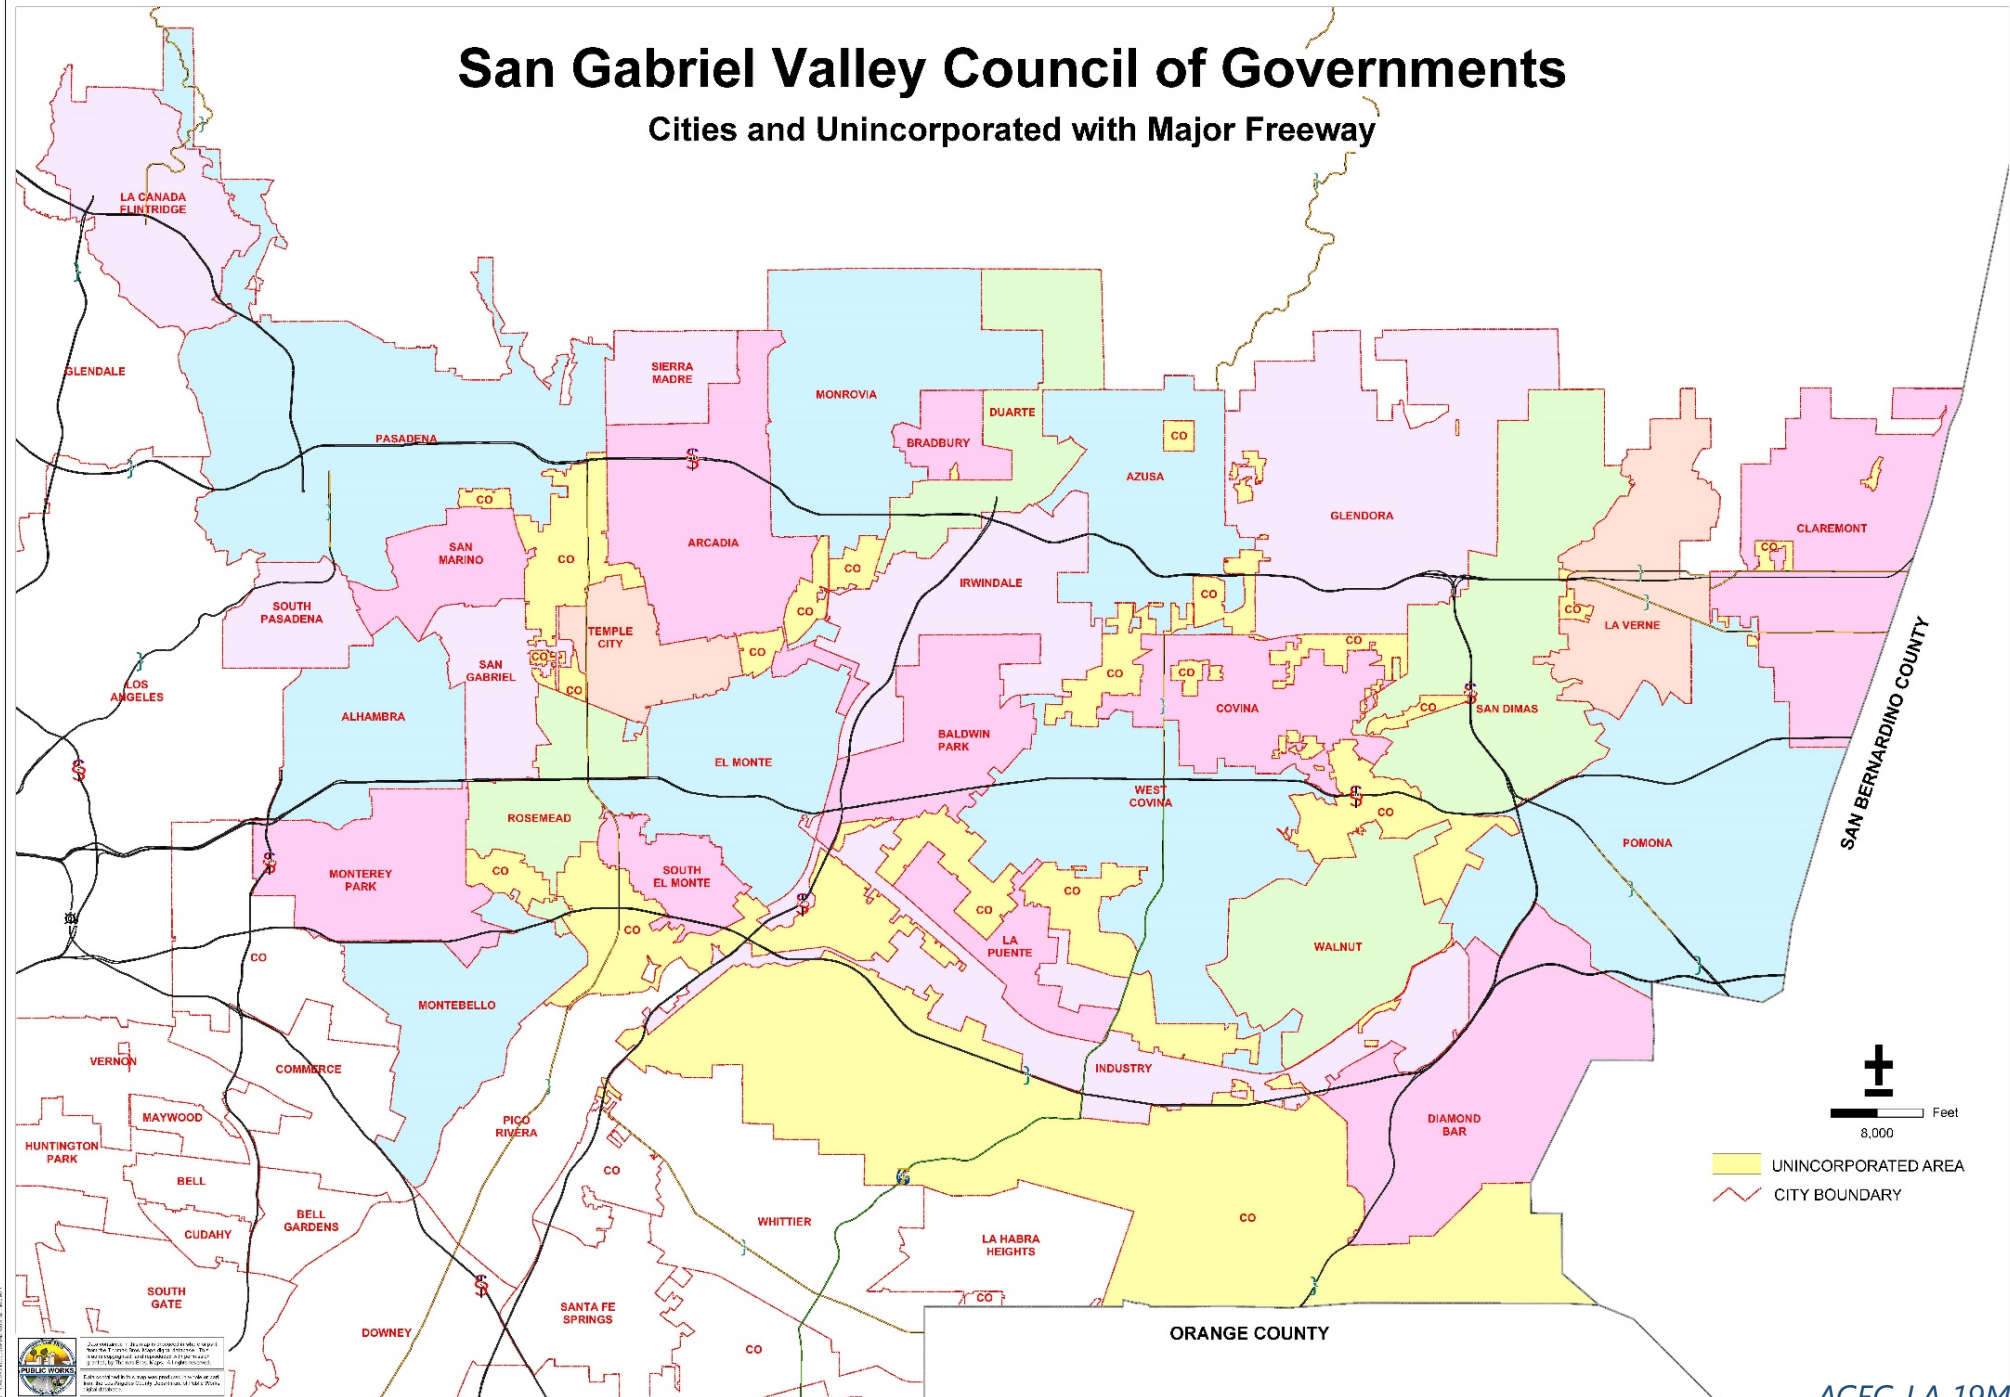 San Gabriel Valley Council of Governments
Cities and Unincorporated with Major Freeway
LA CANADA
FLINTRIDGE
GLENDALE
SIERRA
MADRE
MONROVIA
DUARTE
BRADBURY
PASADENA
CO
AZUSA
CO
SAN
MARINO
CO
ARCADIA
CO
GLENDORA
CLAREMONT
CO
IRWINDALE
CO
CO
CO
SOUTH
PASADENA
TEMPLE
CITY
CO
LA VERNE
CO
CO
CO
SAN
GABRIEL
CO
CO
CO
LOS
ANGELES
ALHAMBRA
COVINA
CO
SAN DIMAS
BALDWIN
PARK
EL MONTE
WEST
COVINA
SAN BERNARDINO COUNTY
ROSEMEAD
CO
POMONA
MONTEREY
PARK
CO
SOUTH
EL MONTE
CO
CO
CO
LA
PUENTE
WALNUT
CO
MONTEBELLO
VERNON
COMMERCE
INDUSTRY
Feet
8,000
MAYWOOD
PICO
RIVERA
DIAMOND
BAR
HUNTINGTON
PARK
UNINCORPORATED AREA
CITY BOUNDARY
BELL
CO
BELL
GARDENS
CUDAHY
WHITTIER
CO
LA HABRA
HEIGHTS
SOUTH
GATE
CO
SANTA FE
SPRINGS
DOWNEY
CO
ORANGE COUNTY
PUBLIC WORKS